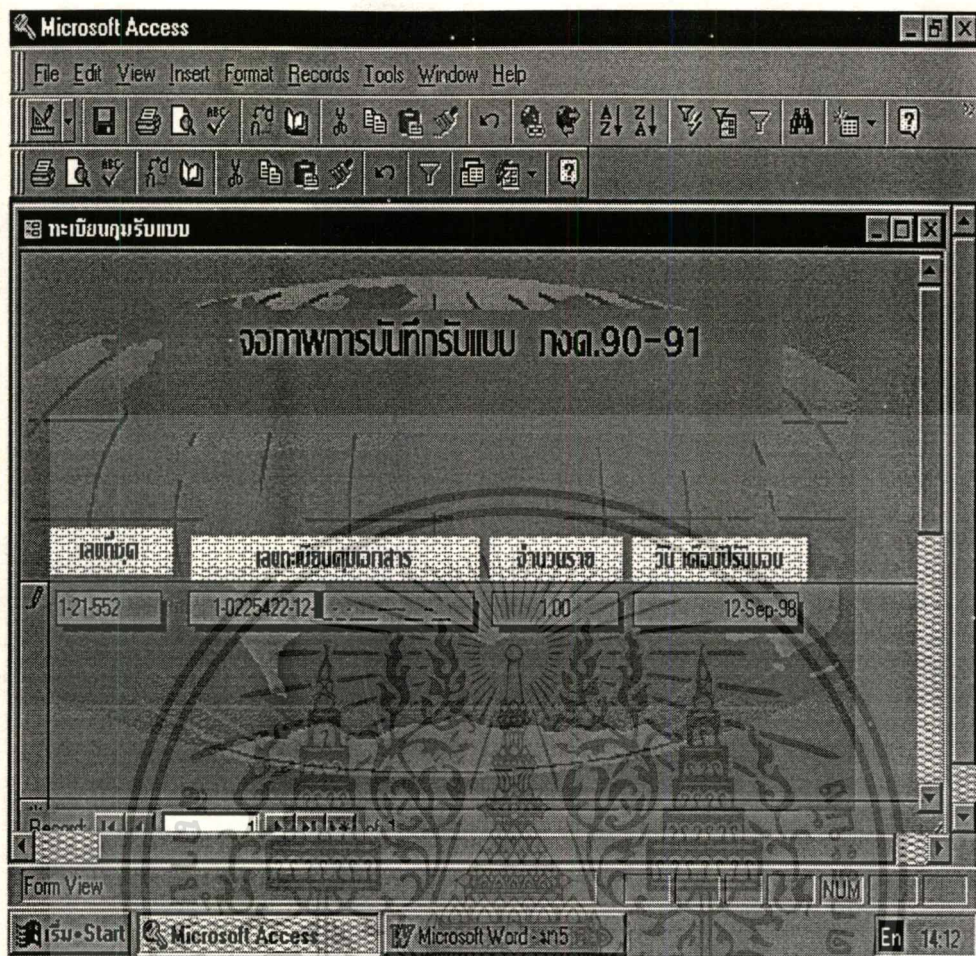 Microsoft Access
File Edit View Insert Format Records Tools Window Help
ทะเบียนคุมรับแบบ
จอภาพการบันทึกรับแบบ ภงด.90-91
เลขที่ชุด เลขทะเบียนคุมเอกสาร จำนวนราย วัน เดือนปีรับมอบ
1-21-552 1-0225422-12- 1.00 12-Sep-98
Record: 1 of 1
Form View NUM
เริ่ม•Start Microsoft Access Microsoft Word - มท5 En 14:12